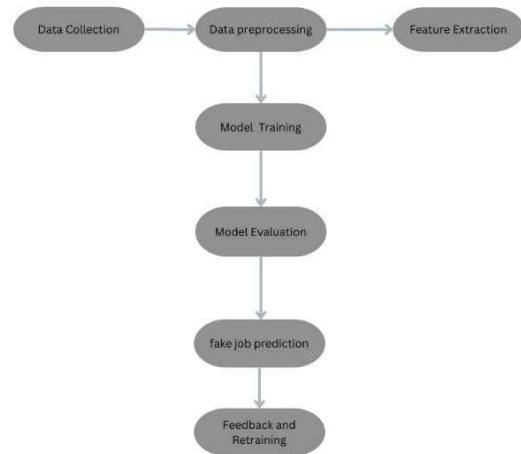 Data Collection
Data preprocessing
Feature Extraction
Model Training
Model Evaluation
fake job prediction
Feedback and
Retraining